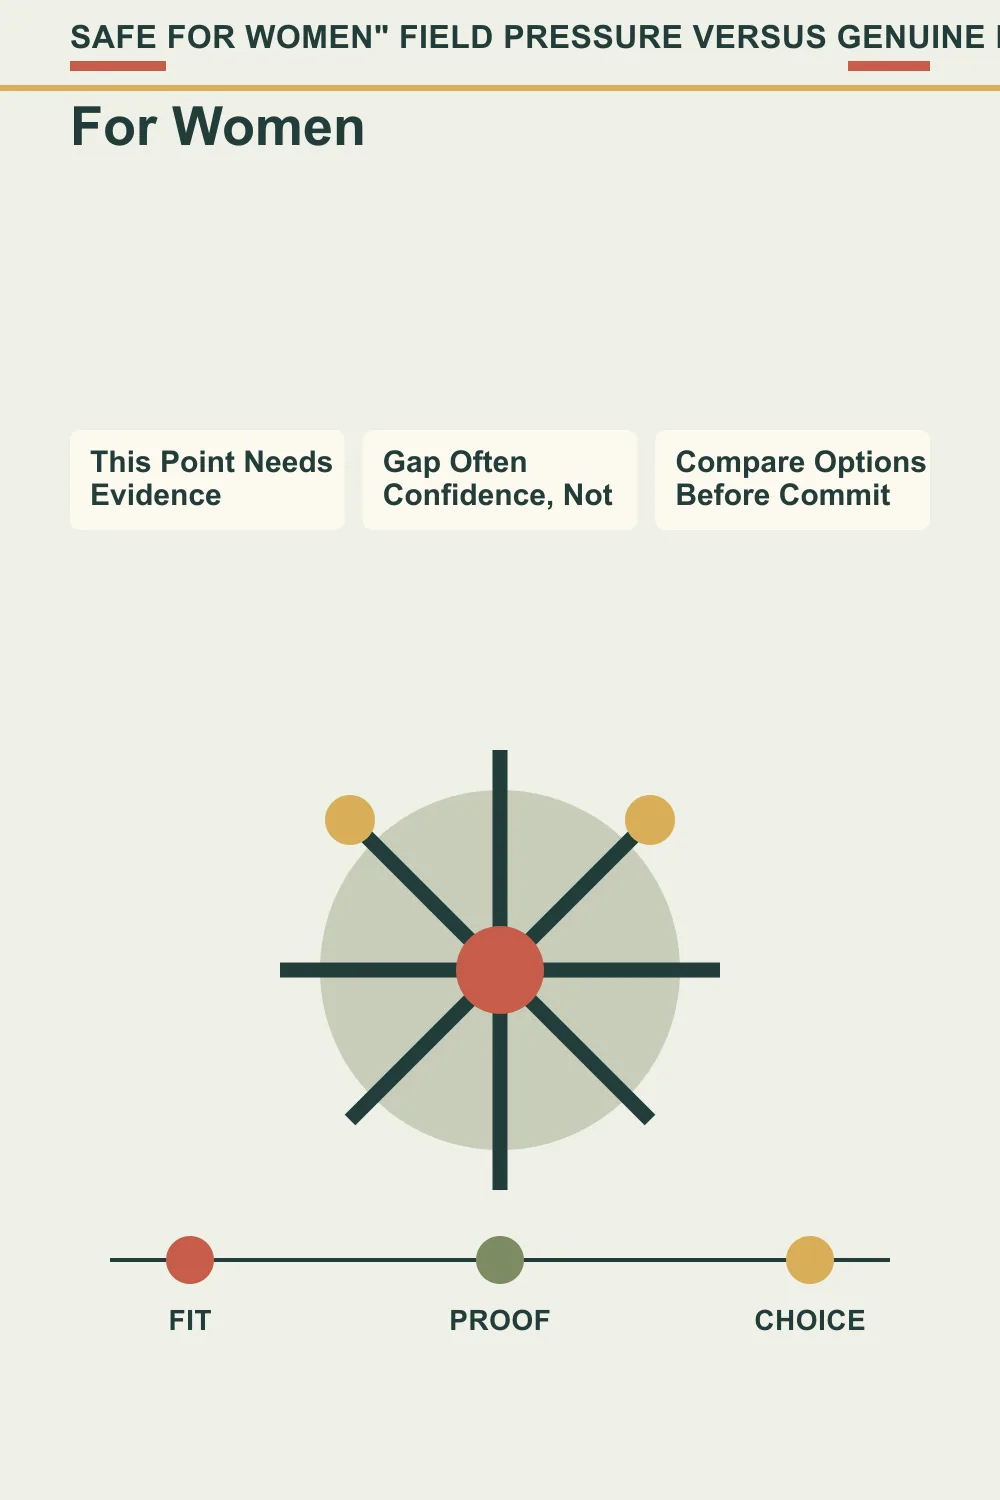 SAFE FOR WOMEN" FIELD PRESSURE VERSUS GENUINE
For Women
This Point Needs
Evidence
Gap Often
Confidence, Not
Compare Options
Before Commit
FIT
PROOF
CHOICE